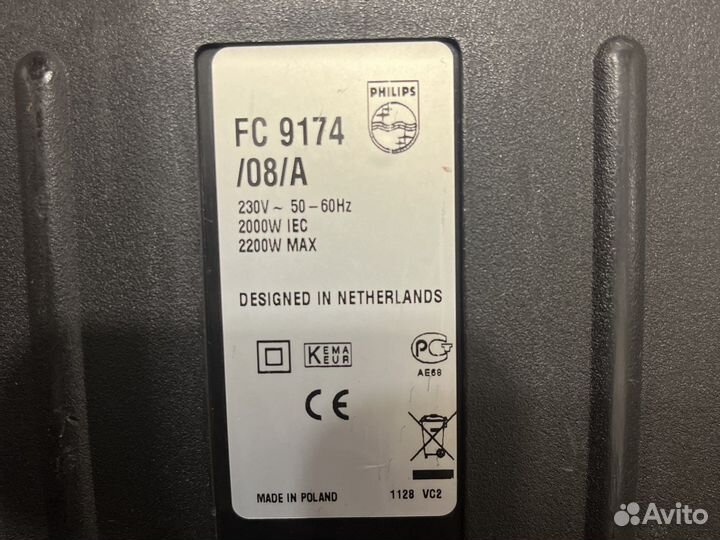 PHILIPS
FC 9174
/08/A
230V ~ 50-60Hz
2000W IEC
2200W MAX
DESIGNED IN NETHERLANDS
KEMA
KEUR
PG
AE68
CE
MADE IN POLAND 1128 VC2
Avito